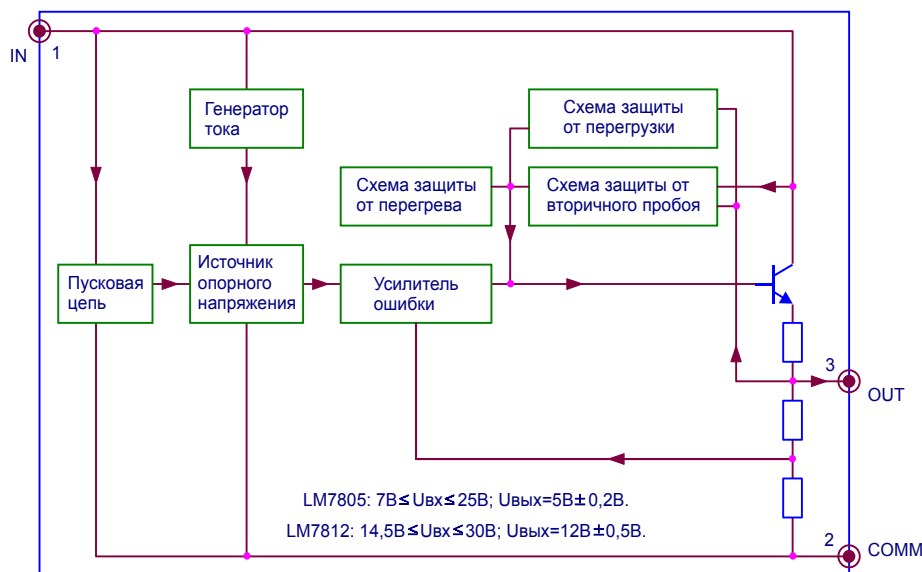 IN
1
Генератор
тока
Схема защиты
от перегрузки
Схема защиты
от перегрева
Схема защиты от
вторичного пробоя
Пусковая
цепь
Источник
опорного
напряжения
Усилитель
ошибки
3
OUT
LM7805: 7В≤Uвх≤25В; Uвых=5В±0,2В.
LM7812: 14,5В≤Uвх≤30В; Uвых=12В±0,5В.
2
COMM